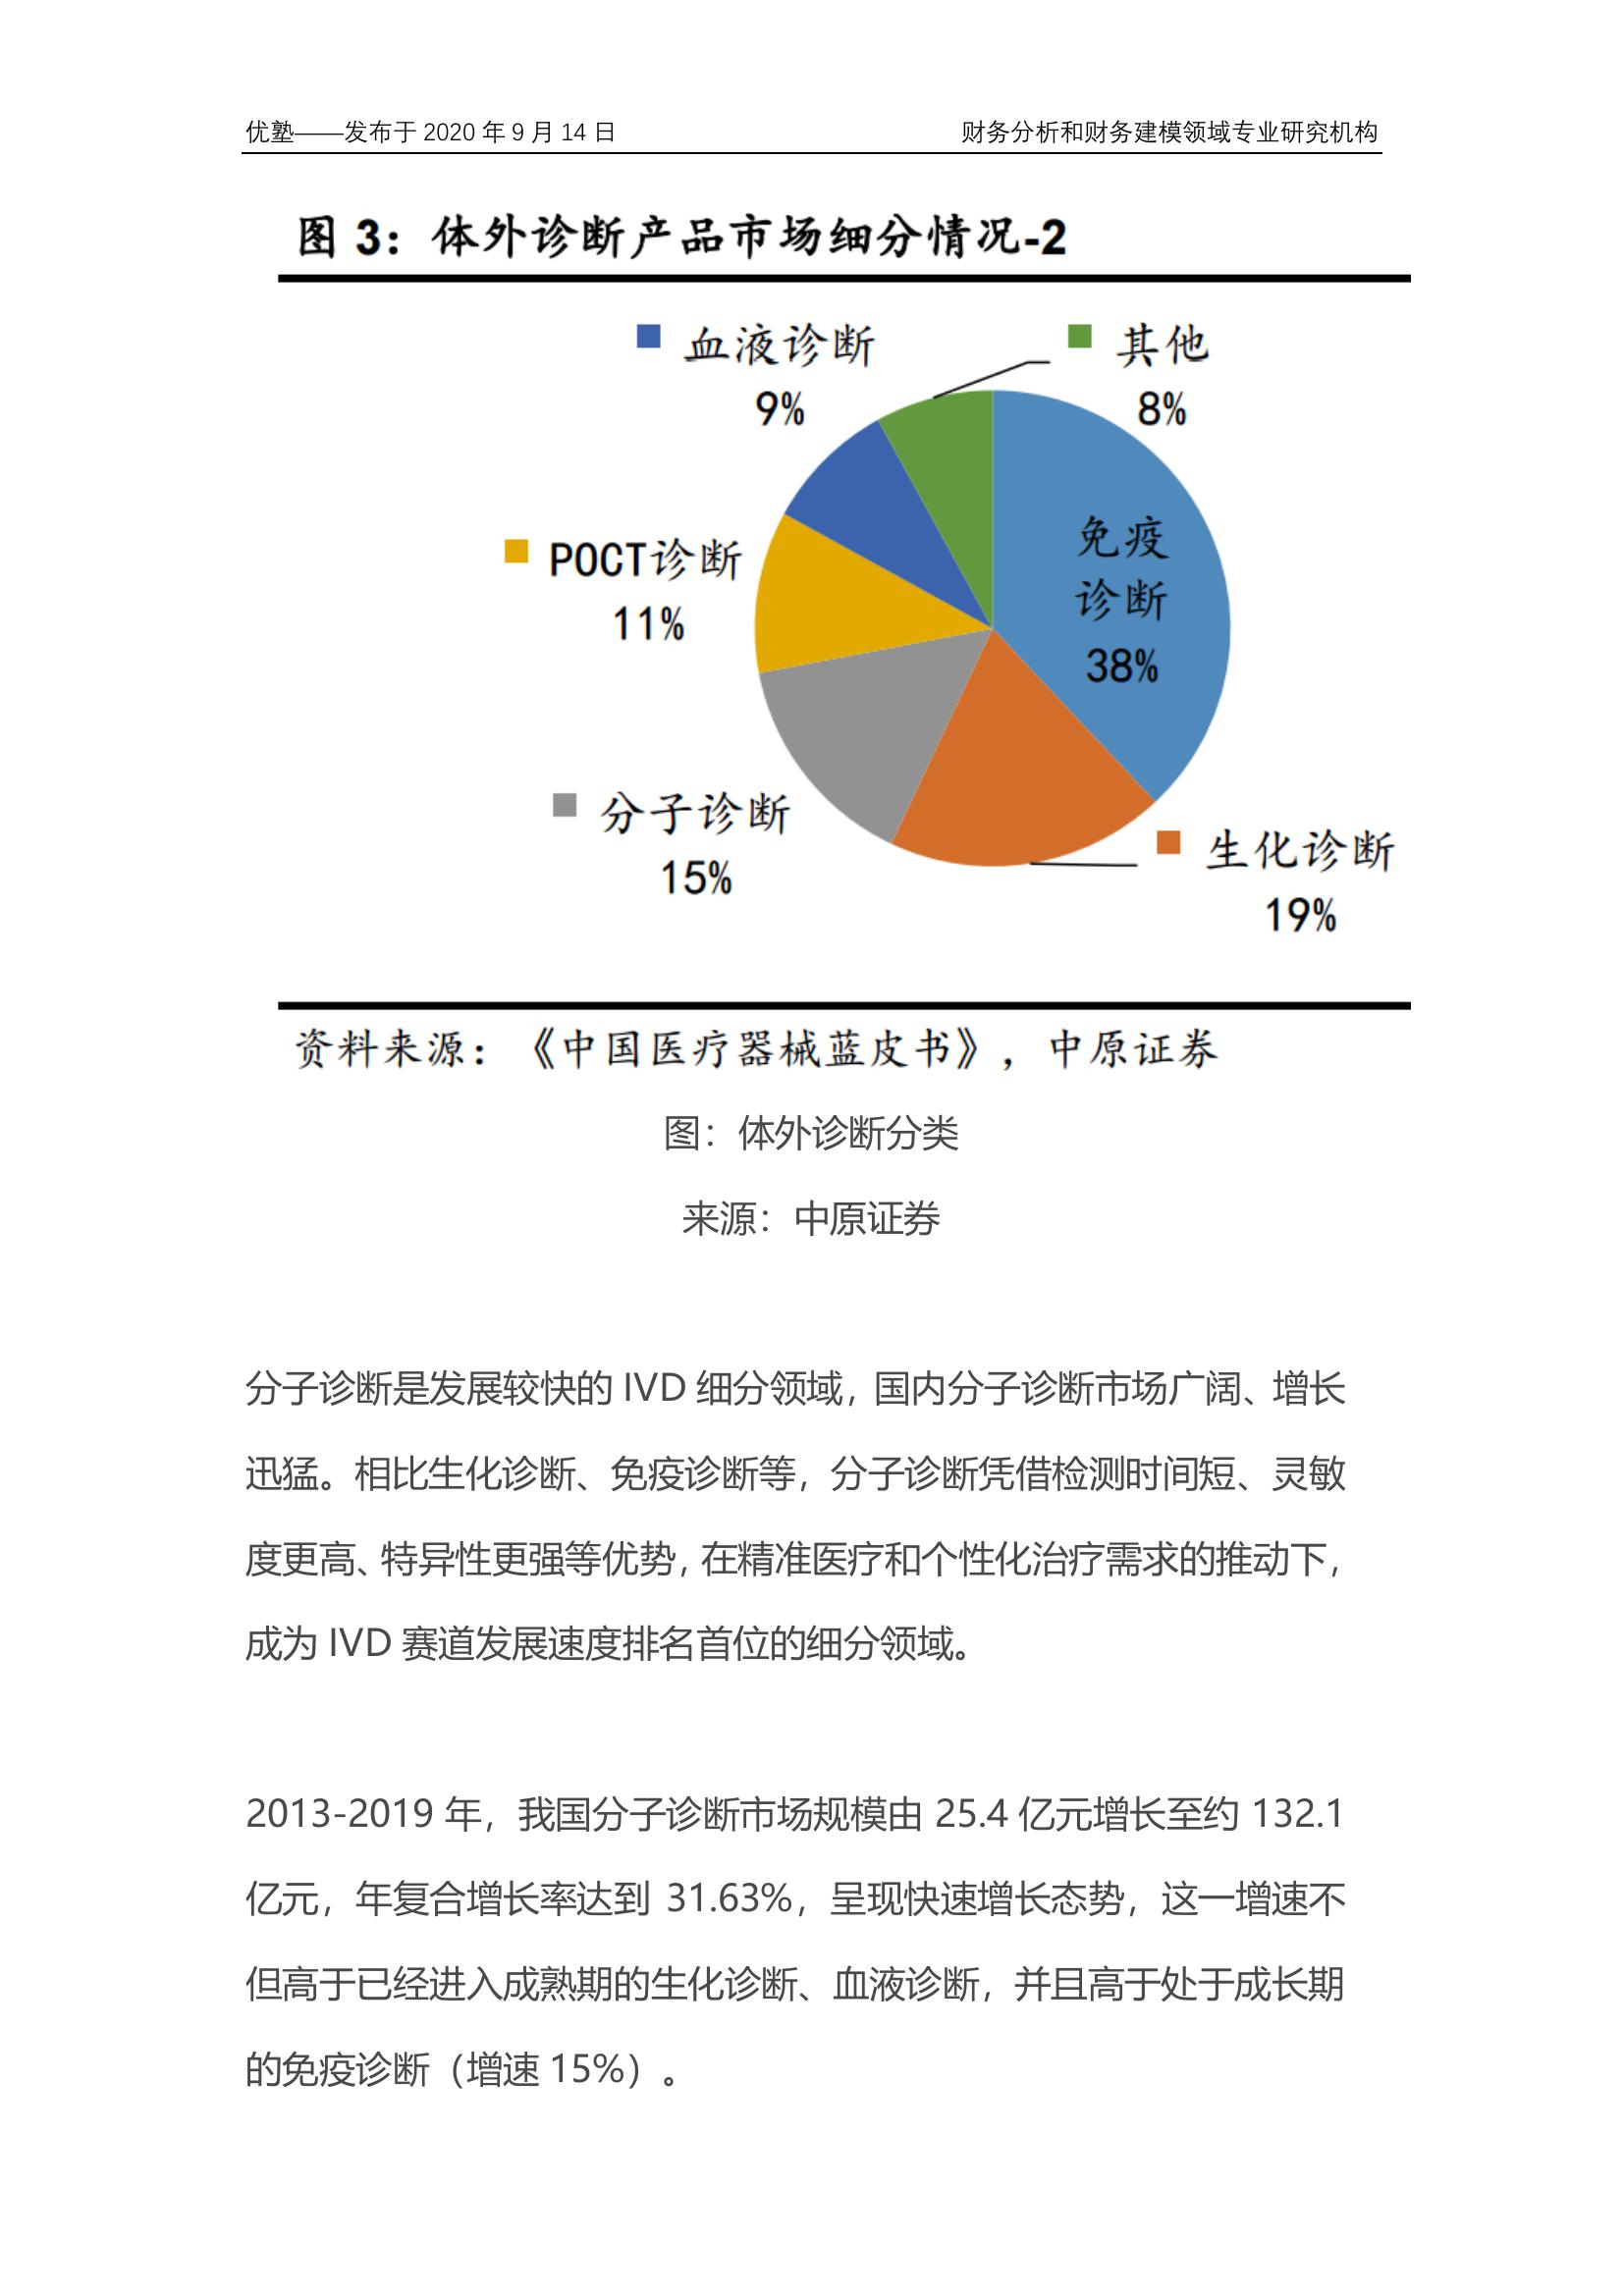 优塾——发布于 2020 年 9 月 14 日 财务分析和财务建模领域专业研究机构
图 3：体外诊断产品市场细分情况-2
血液诊断
9%
其他
8%
免疫
诊断
38%
POCT诊断
11%
分子诊断
15%
生化诊断
19%
资料来源：《中国医疗器械蓝皮书》，中原证券
图：体外诊断分类
来源：中原证券
分子诊断是发展较快的 IVD 细分领域，国内分子诊断市场广阔、增长
迅猛。相比生化诊断、免疫诊断等，分子诊断凭借检测时间短、灵敏
度更高、特异性更强等优势，在精准医疗和个性化治疗需求的推动下，
成为 IVD 赛道发展速度排名首位的细分领域。
2013-2019 年，我国分子诊断市场规模由 25.4 亿元增长至约 132.1
亿元，年复合增长率达到 31.63%，呈现快速增长态势，这一增速不
但高于已经进入成熟期的生化诊断、血液诊断，并且高于处于成长期
的免疫诊断（增速 15%）。